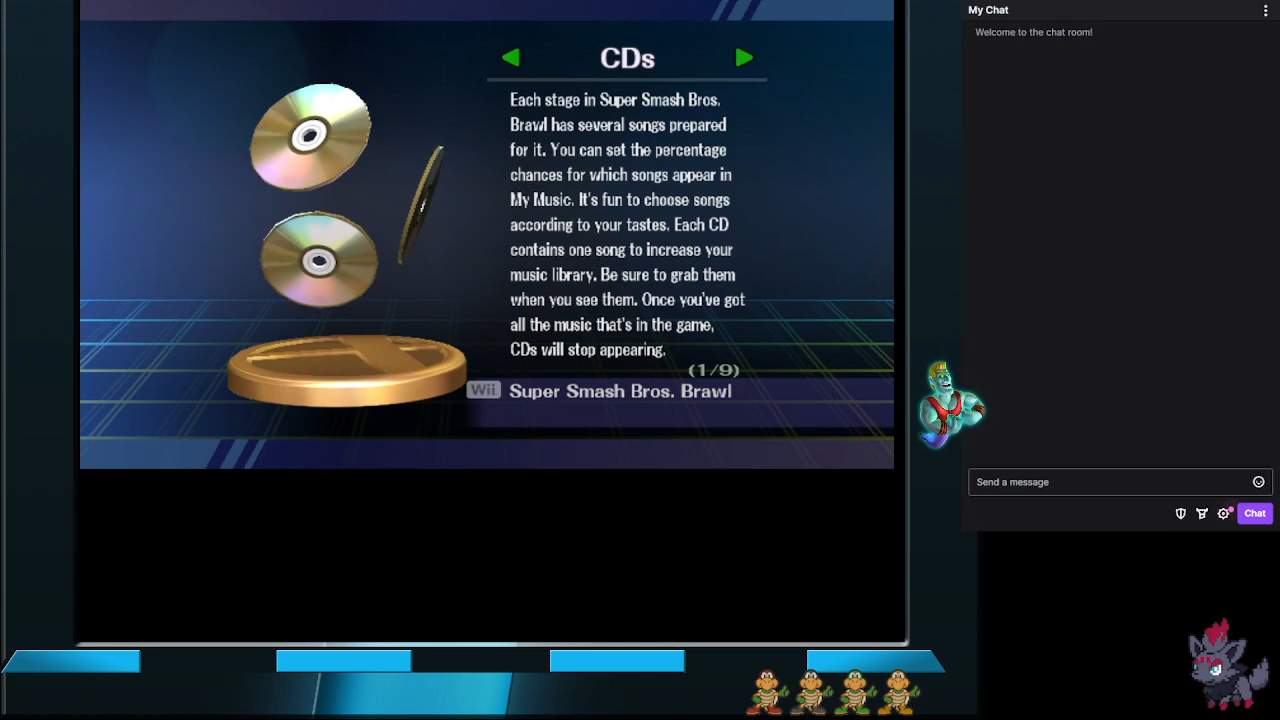 CDs
Each stage in Super Smash Bros.
Brawl has several songs prepared
for it. You can set the percentage
chances for which songs appear in
My Music. It's fun to choose songs
according to your tastes. Each CD
contains one song to increase your
music library. Be sure to grab them
when you see them. Once you've got
all the music that's in the game,
CDs will stop appearing.
(1/9)
Wii Super Smash Bros. Brawl
My Chat
Welcome to the chat room!
Send a message
Chat